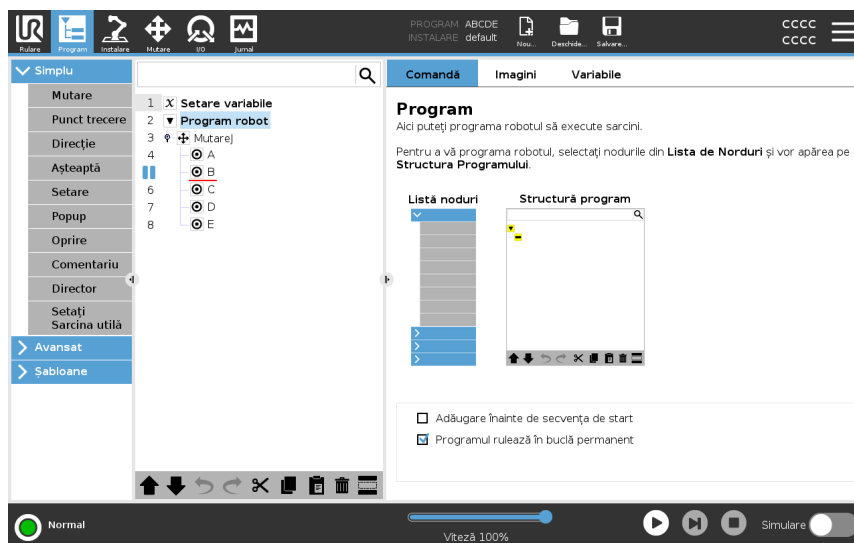 UR
Rulare
Program
Instalare
Mutare
I/O
Jurnal
PROGRAM ABCDE
INSTALARE default
Nou...
Deschide...
Salvare...
CCCC
CCCC
Simplu
Mutare
Punct trecere
Direcție
Așteaptă
Setare
Popup
Oprire
Comentariu
Director
Setați
Sarcina utilă
Avansat
Șabloane
1 X Setare variabile
2 Program robot
3 MutareJ
4 A
B
6 C
7 D
8 E
Comandă Imagini Variabile
Program
Aici puteți programa robotul să execute sarcini.
Pentru a vă programa robotul, selectați nodurile din Lista de Norduri și vor apărea pe
Structura Programului.
Listă noduri
Structură program
Adăugare înainte de secvența de start
Programul rulează în buclă permanent
Normal
Viteză 100%
Simulare